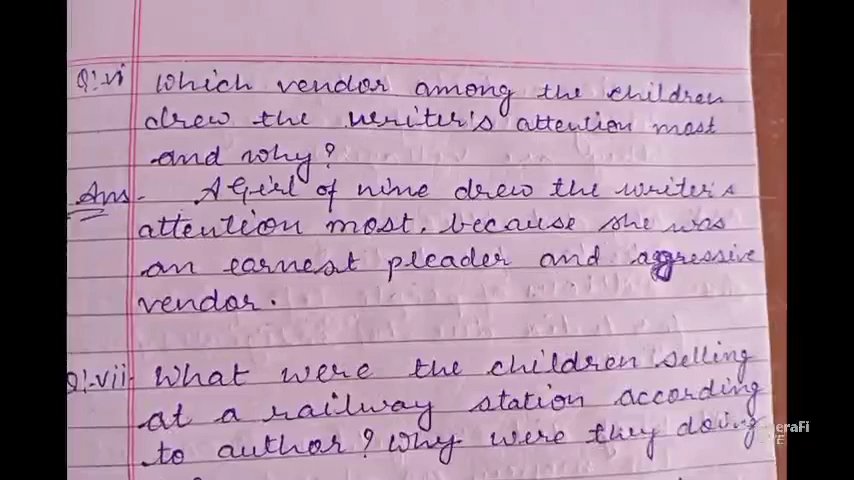 Q!.vi Which vendor among the children
drew the writer's attention most
and why?
Ans- A Girl of nine drew the writer's
attention most, because she was
an earnest pleader and aggressive
vendor.
Q!.vii- What were the children selling
at a railway station according
to author? Why were they doing